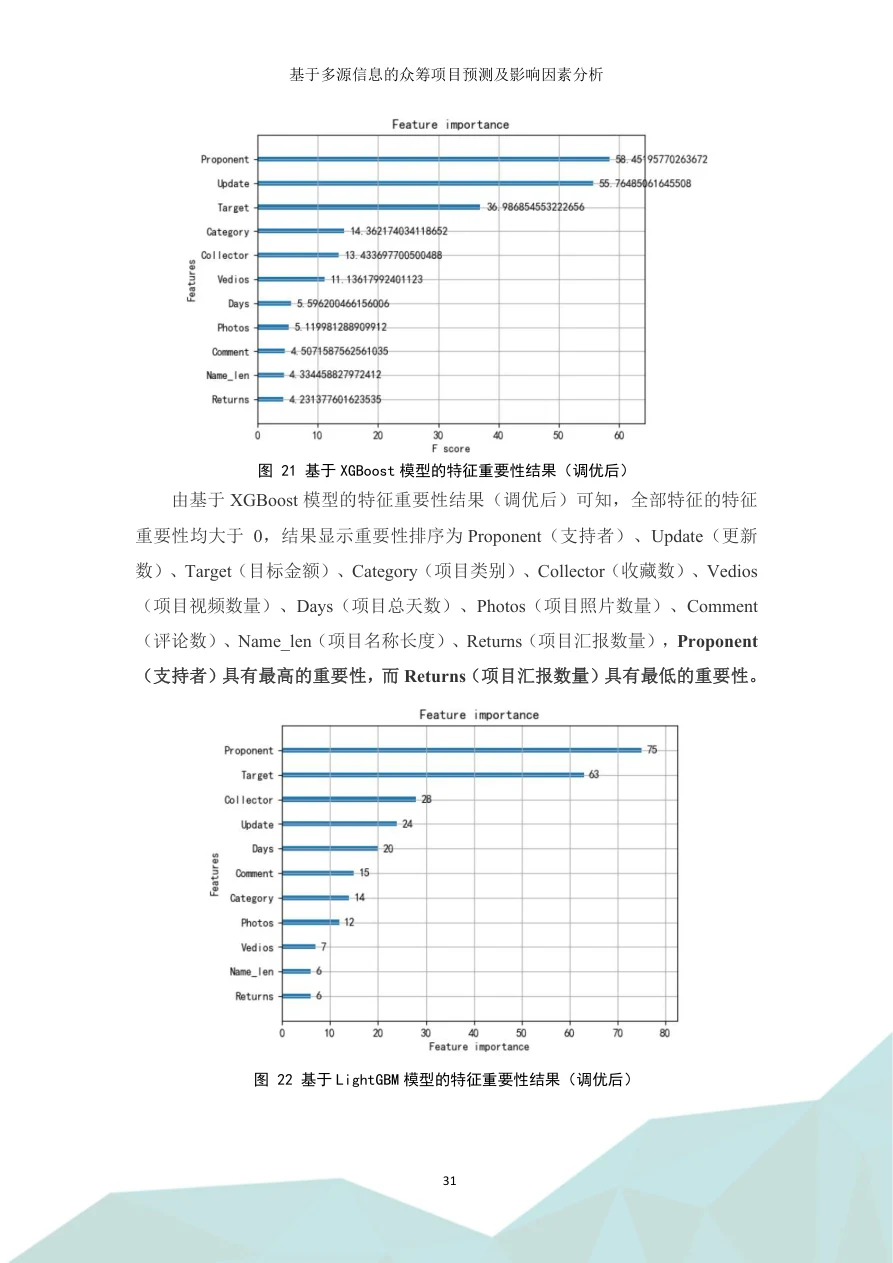 基于多源信息的众筹项目预测及影响因素分析
Feature importance
Proponent 58.45195770263672
Update 55.76485061645508
Target 36.986854553222656
Category 14.362174034118652
Collector 13.433697700500488
Vedios 11.13617992401123
Days 5.596200466156006
Photos 5.119981288909912
Comment 4.5071587562561035
Name_len 4.334458827972412
Returns 4.231377601623535
Features
0 10 20 30 40 50 60
F score
图 21 基于 XGBoost 模型的特征重要性结果（调优后）
由基于 XGBoost 模型的特征重要性结果（调优后）可知，全部特征的特征
重要性均大于 0，结果显示重要性排序为 Proponent（支持者）、Update（更新
数）、Target（目标金额）、Category（项目类别）、Collector（收藏数）、Vedios
（项目视频数量）、Days（项目总天数）、Photos（项目照片数量）、Comment
（评论数）、Name_len（项目名称长度）、Returns（项目汇报数量），Proponent
（支持者）具有最高的重要性，而 Returns（项目汇报数量）具有最低的重要性。
Feature importance
Proponent 75
Target 63
Collector 28
Update 24
Days 20
Comment 15
Category 14
Photos 12
Vedios 7
Name_len 6
Returns 6
Features
0 10 20 30 40 50 60 70 80
Feature importance
图 22 基于 LightGBM 模型的特征重要性结果（调优后）
31